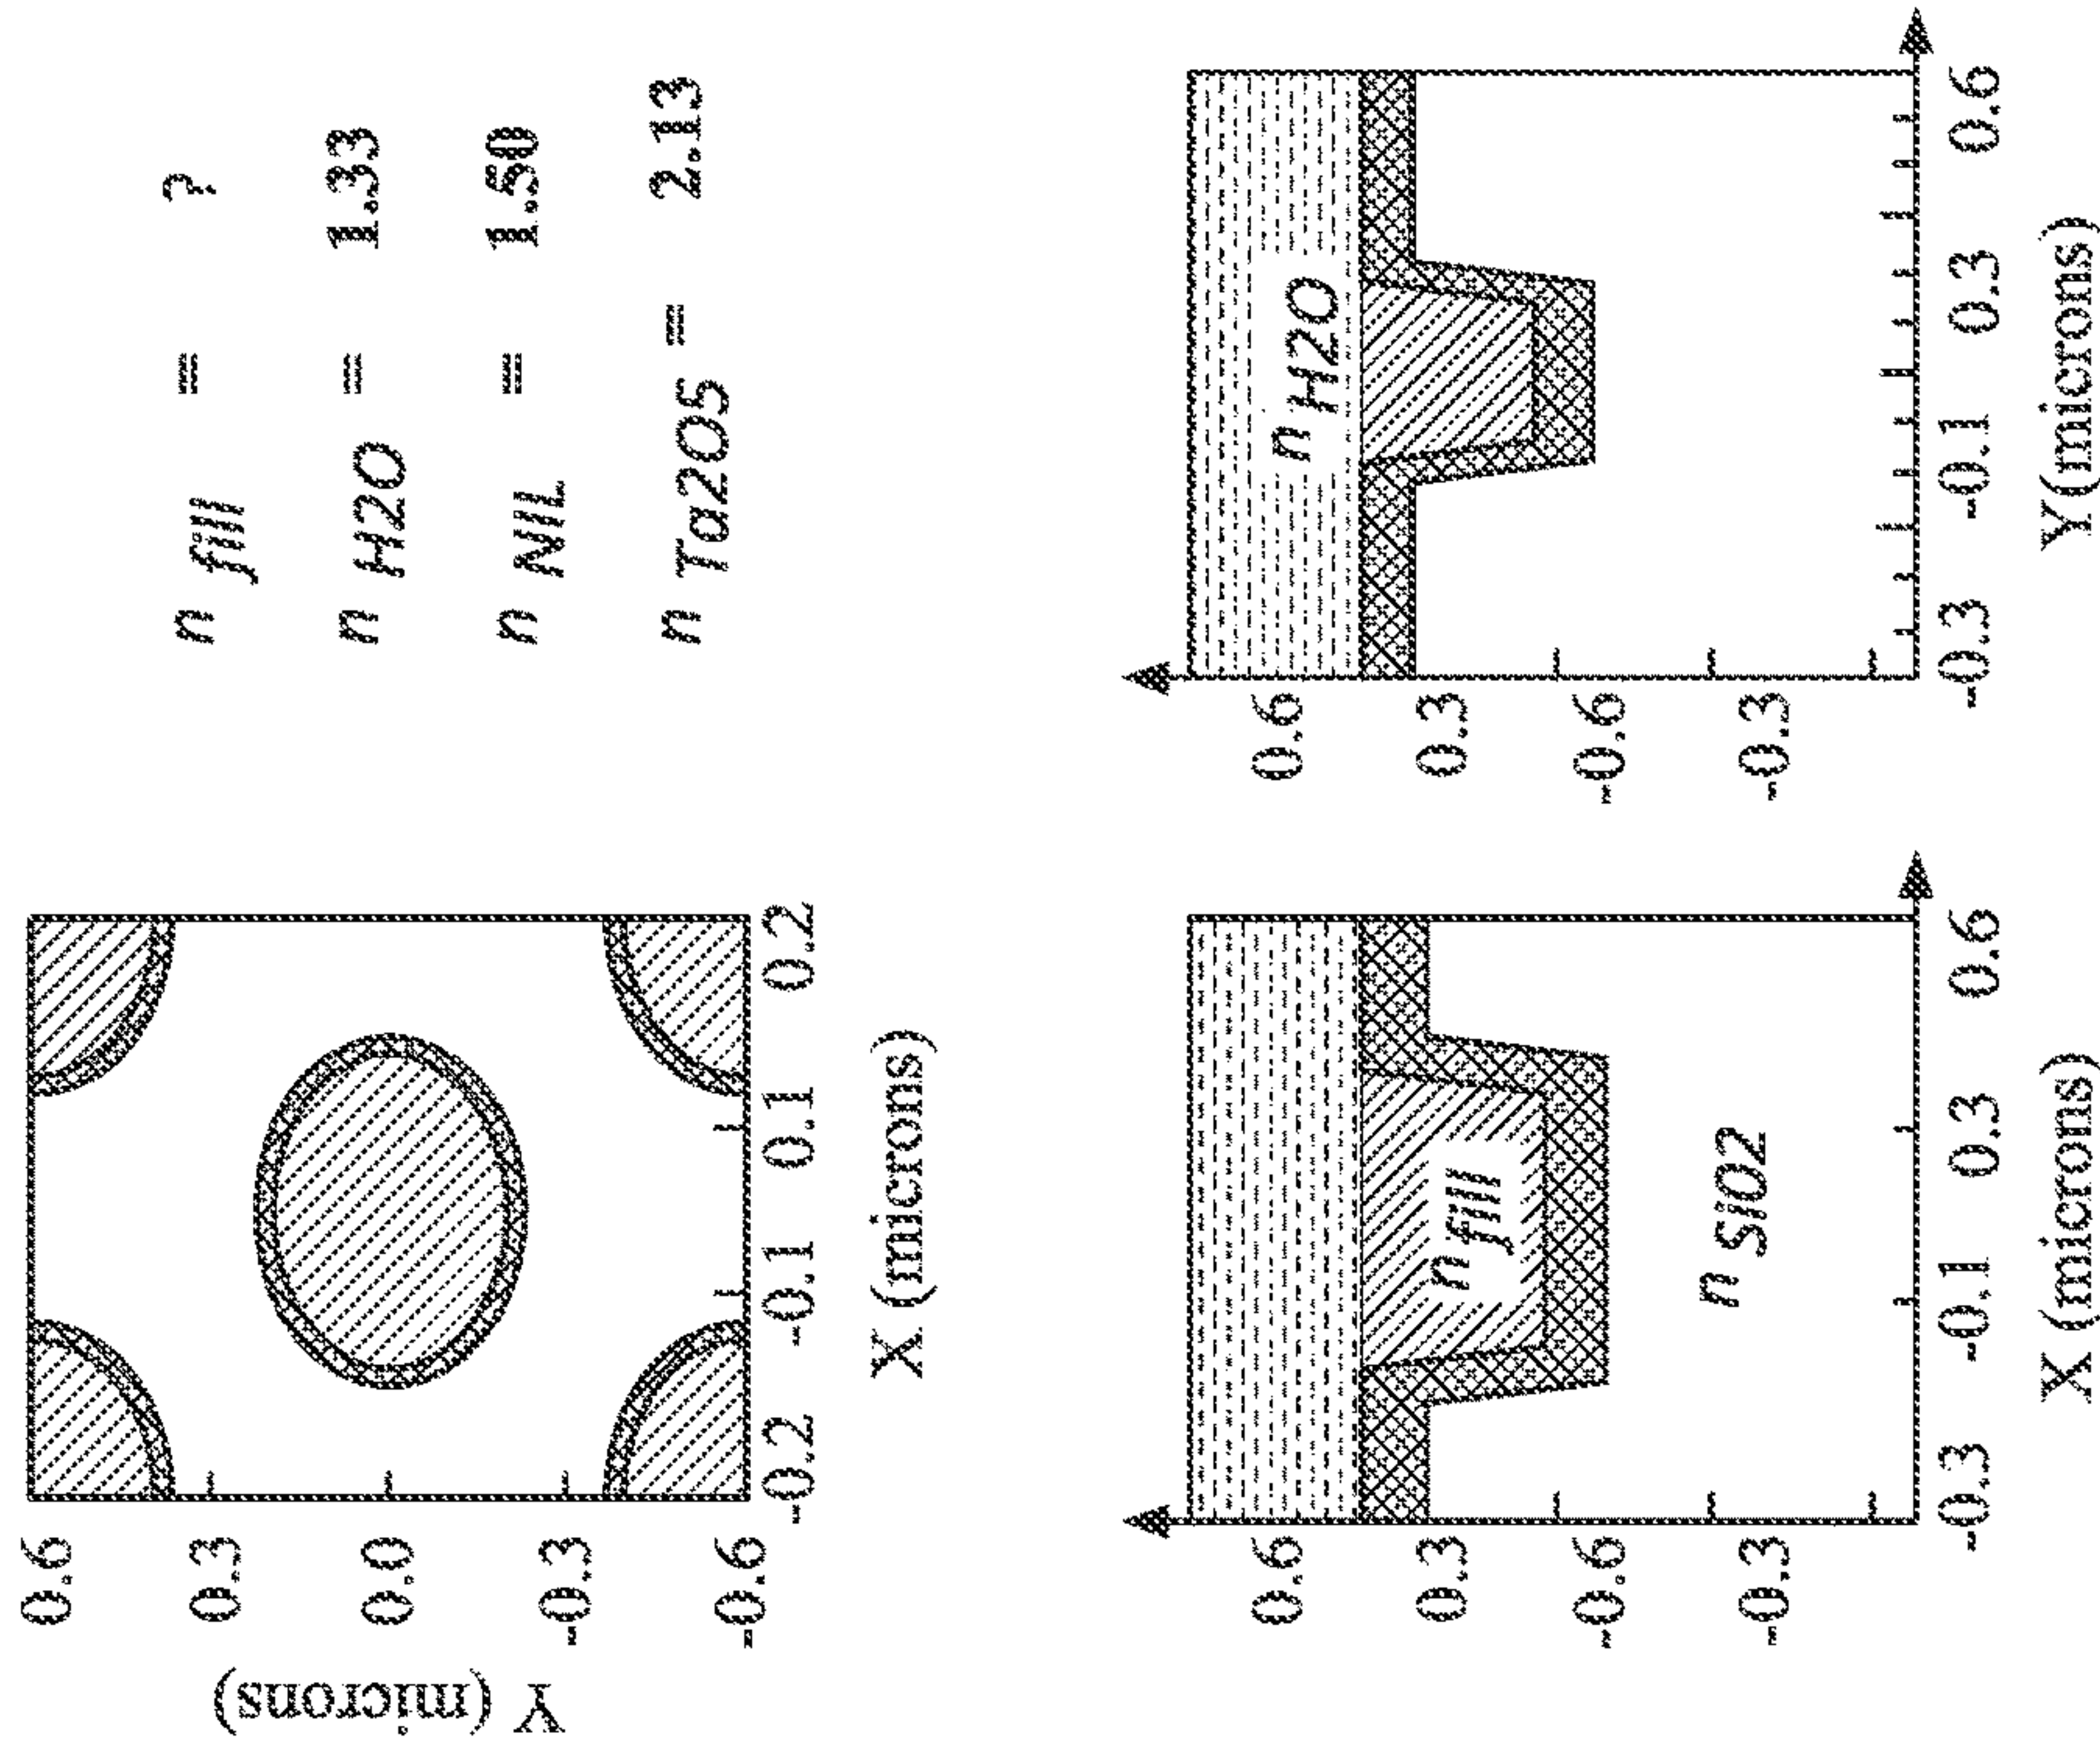 Y (microns)
0.6
0.3
0.0
-0.3
-0.6
-0.2 -0.1 0.1 0.2
X (microns)
n fill = ?
n H2O = 1.33
n NIL = 1.50
n Ta2O5 = 2.13
0.6
0.3
-0.6
-0.3
n fill
n SiO2
-0.3 -0.1 0.3 0.6
X (microns)
0.6
0.3
-0.6
-0.3
n H2O
-0.3 -0.1 0.3 0.6
Y(microns)